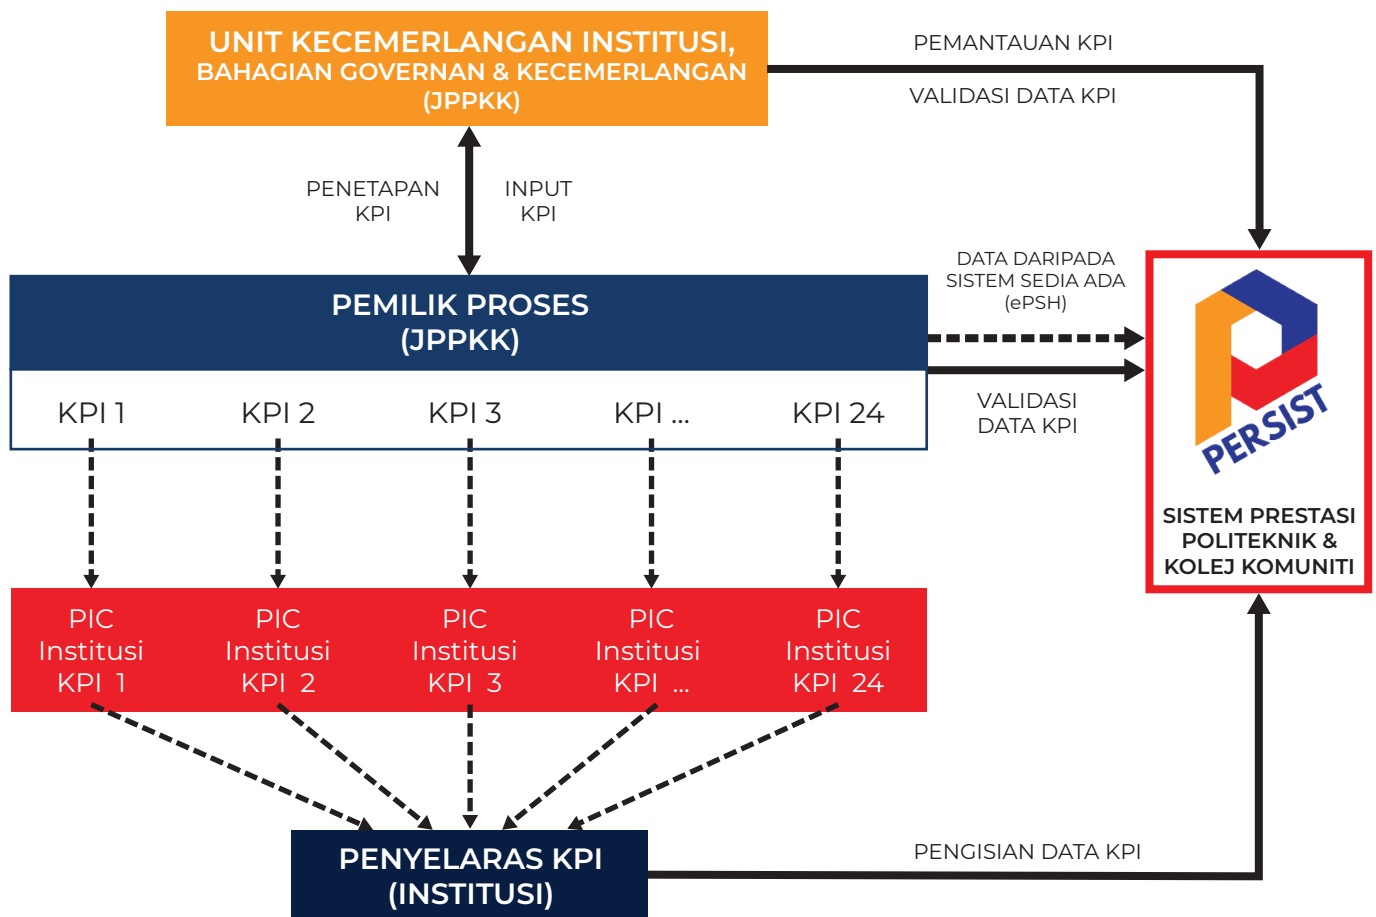 UNIT KECEMERLANGAN INSTITUSI,
BAHAGIAN GOVERNAN & KECEMERLANGAN
(JPPKK)
PEMANTAUAN KPI
VALIDASI DATA KPI
PENETAPAN
KPI
INPUT
KPI
PEMILIK PROSES
(JPPKK)
KPI 1
KPI 2
KPI 3
KPI ...
KPI 24
DATA DARIPADA
SISTEM SEDIA ADA
(ePSH)
VALIDASI
DATA KPI
PERSIST
SISTEM PRESTASI
POLITEKNIK &
KOLEJ KOMUNITI
PIC
Institusi
KPI 1
PIC
Institusi
KPI 2
PIC
Institusi
KPI 3
PIC
Institusi
KPI ...
PIC
Institusi
KPI 24
PENYELARAS KPI
(INSTITUSI)
PENGISIAN DATA KPI